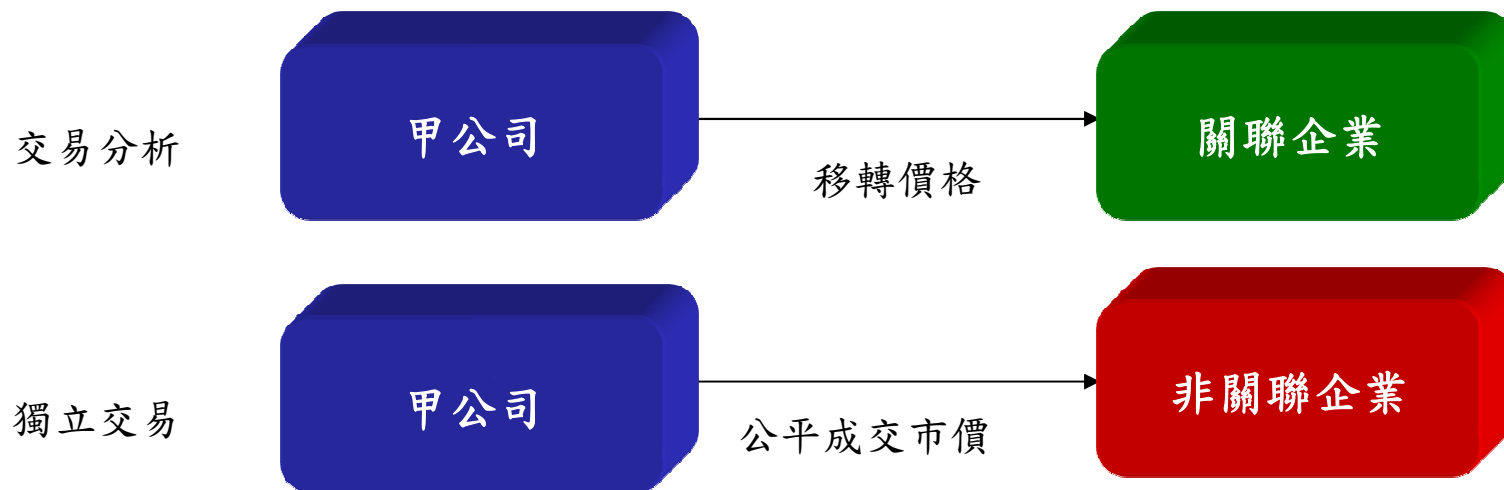 交易分析
甲公司
移轉價格
關聯企業
獨立交易
甲公司
公平成交市價
非關聯企業